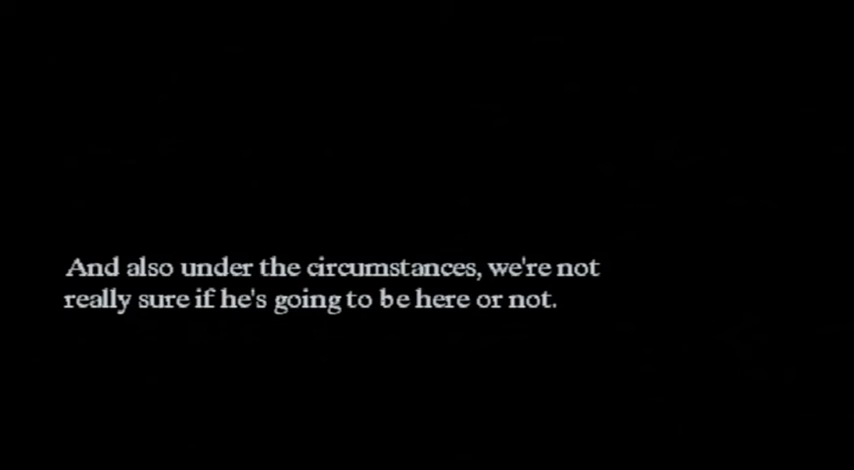 And also under the circumstances, we're not
really sure if he's going to be here or not.